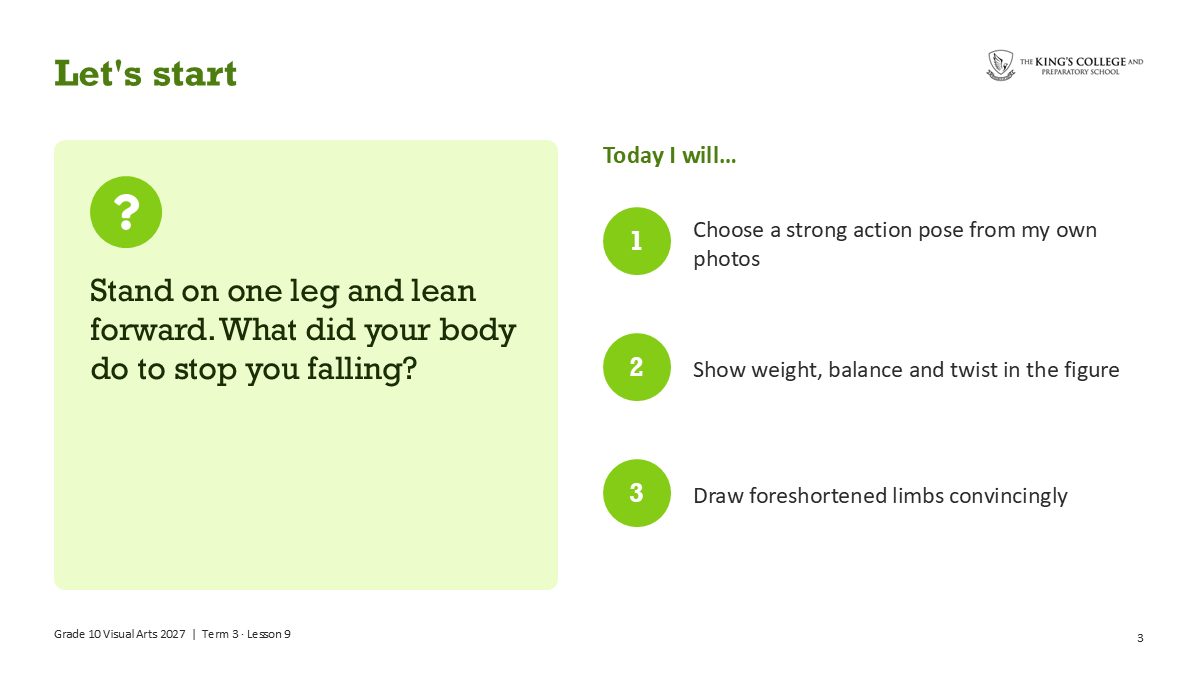 Let's start
THE KING'S COLLEGE AND
PREPARATORY SCHOOL
?
Stand on one leg and lean
forward. What did your body
do to stop you falling?
Today I will...
1
Choose a strong action pose from my own
photos
2
Show weight, balance and twist in the figure
3
Draw foreshortened limbs convincingly
Grade 10 Visual Arts 2027 | Term 3 · Lesson 9
3